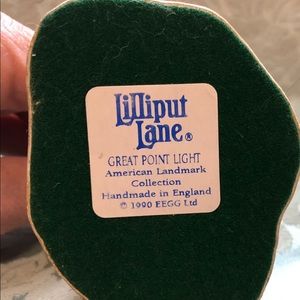 Lilliput
Lane®
GREAT POINT LIGHT
American Landmark
Collection
Handmade in England
© 1990 EEGG Ltd